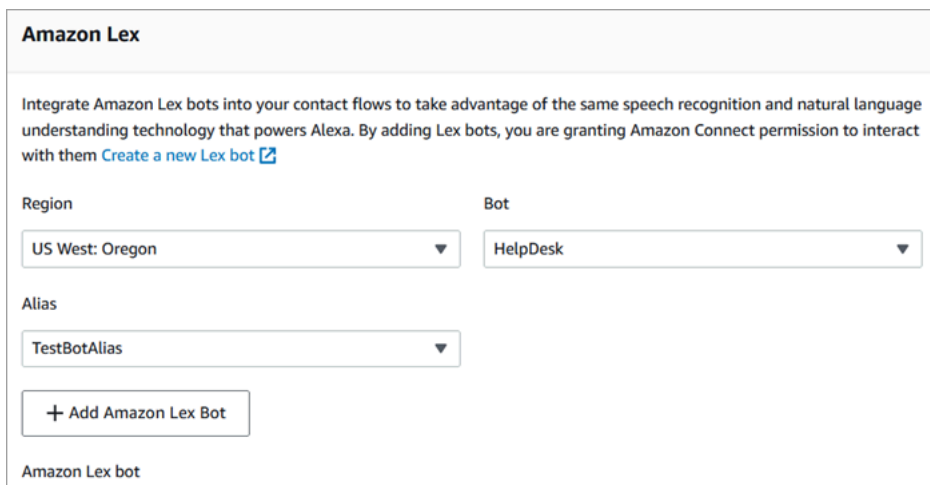 Amazon Lex
Integrate Amazon Lex bots into your contact flows to take advantage of the same speech recognition and natural language
understanding technology that powers Alexa. By adding Lex bots, you are granting Amazon Connect permission to interact
with them Create a new Lex bot
Region
Bot
US West: Oregon
HelpDesk
Alias
TestBotAlias
+ Add Amazon Lex Bot
Amazon Lex bot